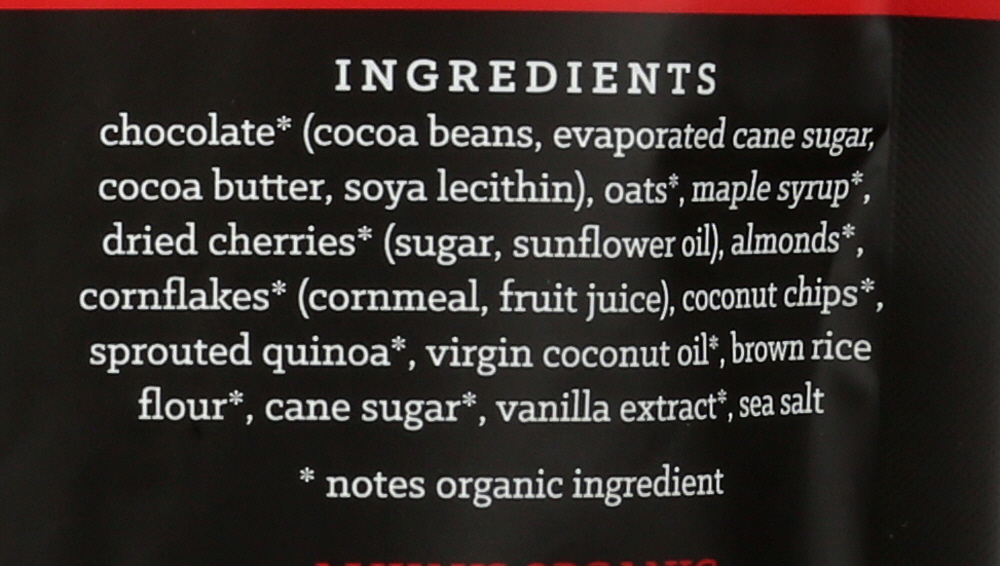 INGREDIENTS
chocolate* (cocoa beans, evaporated cane sugar,
cocoa butter, soya lecithin), oats*, maple syrup*,
dried cherries* (sugar, sunflower oil), almonds*,
cornflakes* (cornmeal, fruit juice), coconut chips*,
sprouted quinoa*, virgin coconut oil*, brown rice
flour*, cane sugar*, vanilla extract*, sea salt
* notes organic ingredient
ORGANIC